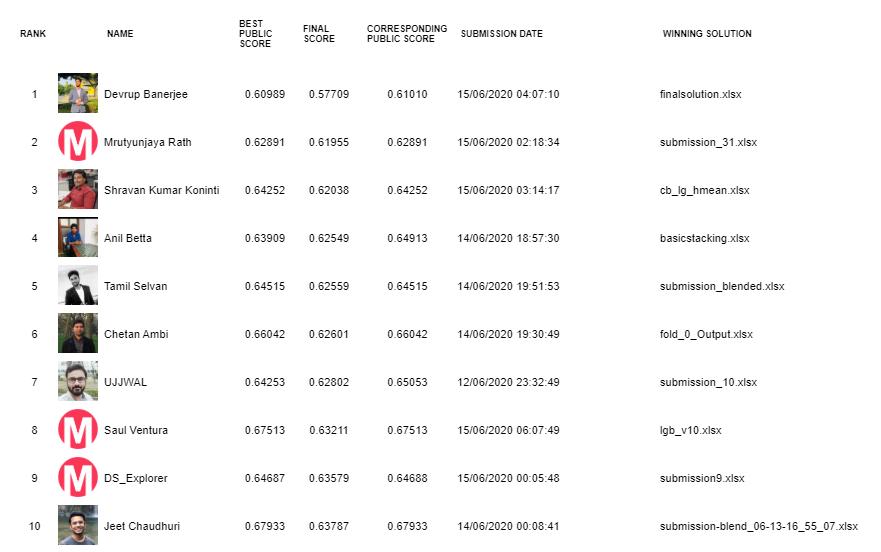 RANK NAME BEST PUBLIC SCORE FINAL SCORE CORRESPONDING PUBLIC SCORE SUBMISSION DATE WINNING SOLUTION
1 Devrup Banerjee 0.60989 0.57709 0.61010 15/06/2020 04:07:10 finalsolution.xlsx
2 M Mrutyunjaya Rath 0.62891 0.61955 0.62891 15/06/2020 02:18:34 submission_31.xlsx
3 Shravan Kumar Koninti 0.64252 0.62038 0.64252 15/06/2020 03:14:17 cb_lg_hmean.xlsx
4 Anil Betta 0.63909 0.62549 0.64913 14/06/2020 18:57:30 basicstacking.xlsx
5 Tamil Selvan 0.64515 0.62559 0.64515 14/06/2020 19:51:53 submission_blended.xlsx
6 Chetan Ambi 0.66042 0.62601 0.66042 14/06/2020 19:30:49 fold_0_Output.xlsx
7 UJJWAL 0.64253 0.62802 0.65053 12/06/2020 23:32:49 submission_10.xlsx
8 M Saul Ventura 0.67513 0.63211 0.67513 15/06/2020 06:07:49 lgb_v10.xlsx
9 M DS_Explorer 0.64687 0.63579 0.64688 15/06/2020 00:05:48 submission9.xlsx
10 Jeet Chaudhuri 0.67933 0.63787 0.67933 14/06/2020 00:08:41 submission-blend_06-13-16_55_07.xlsx